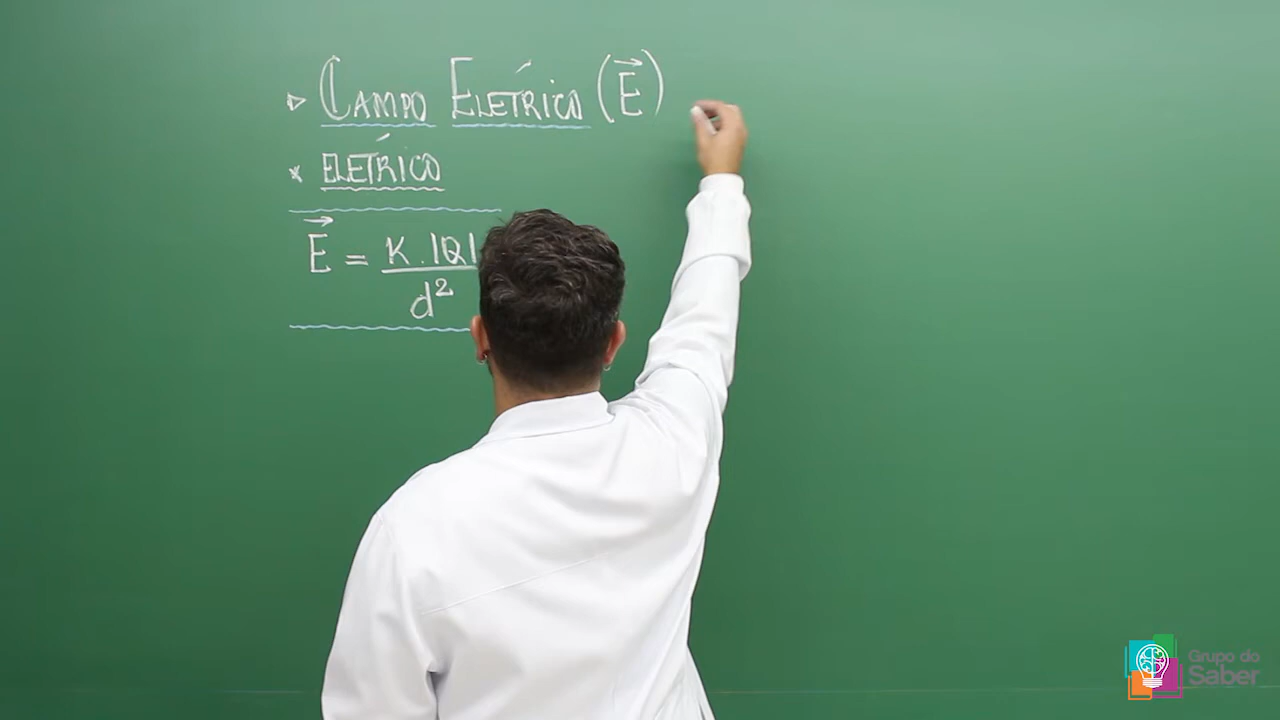 ▷ CAMPO ELÉTRICO (E⃗)
* ELÉTRICO
E⃗ = K . |Q|
d²
Grupo do
Saber